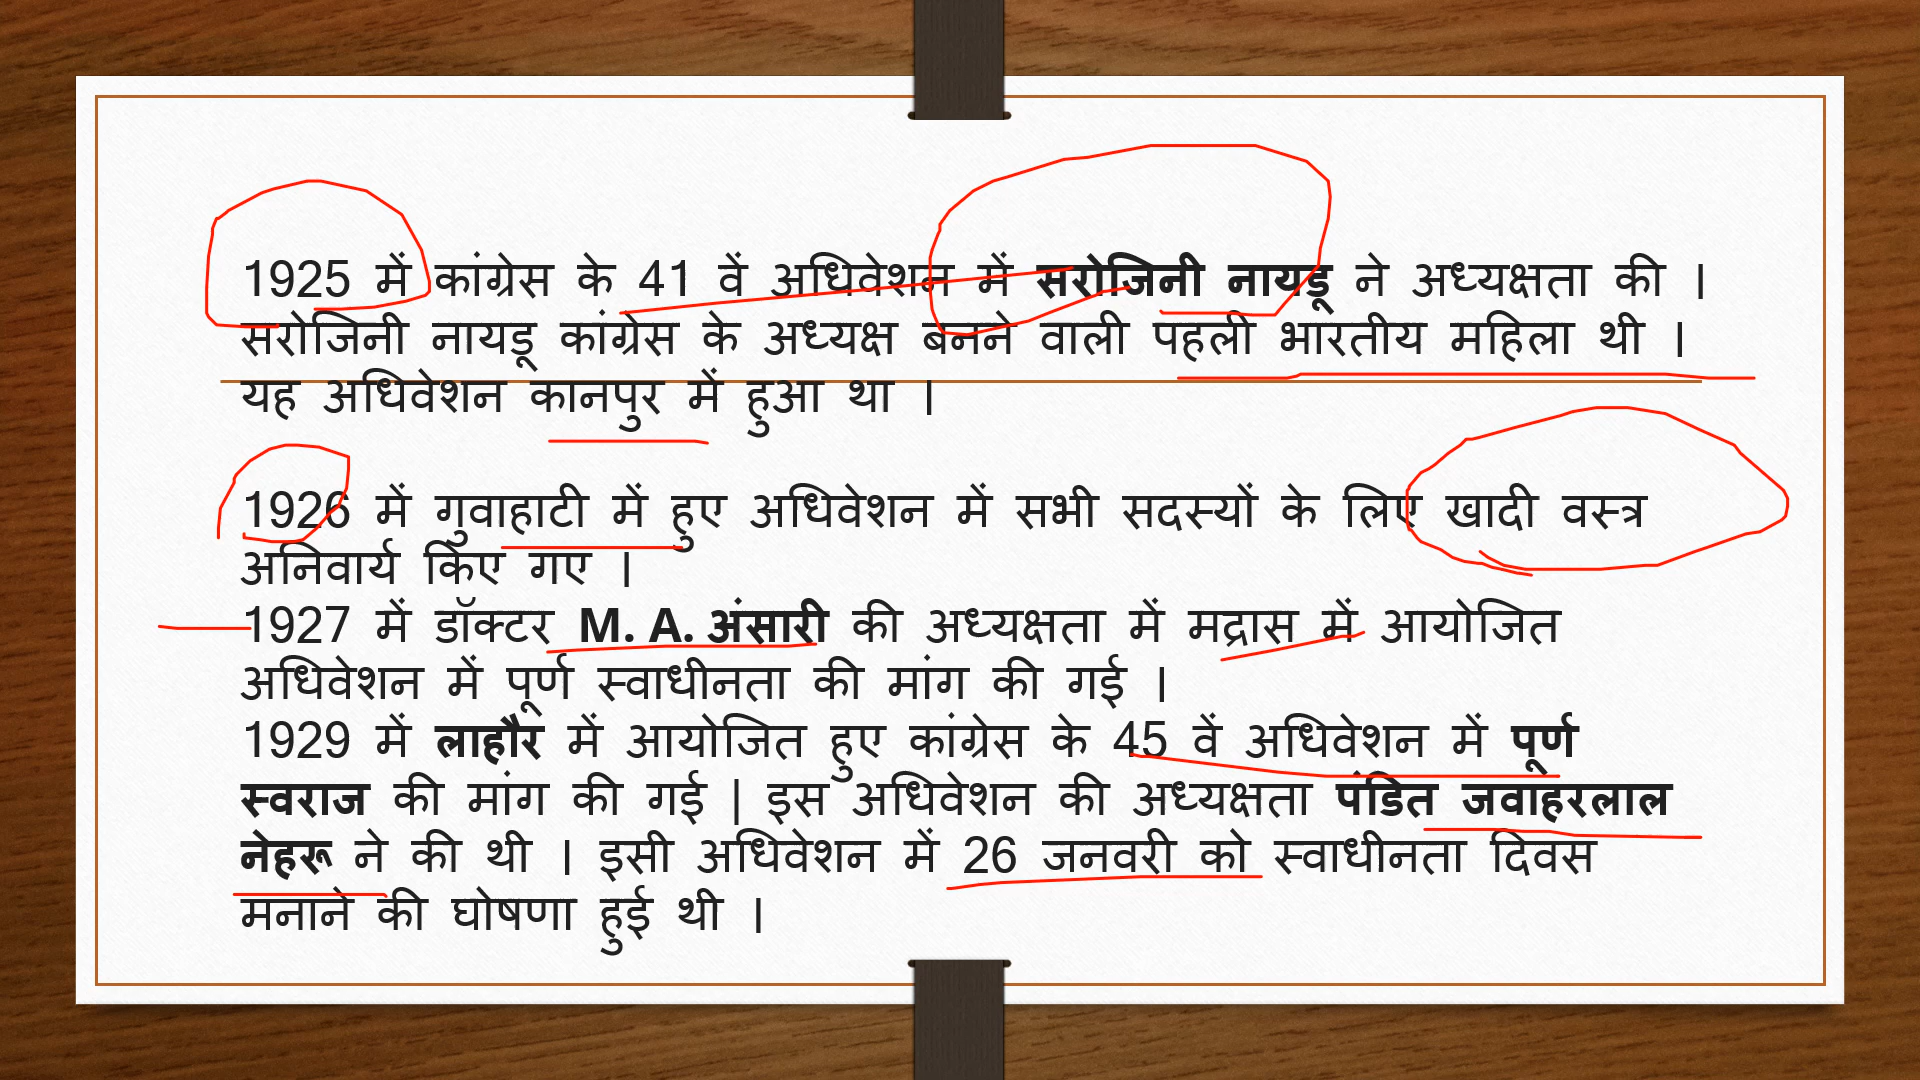 1925 में कांग्रेस के 41 वें अधिवेशन में सरोजिनी नायडू ने अध्यक्षता की ।
सरोजिनी नायडू कांग्रेस के अध्यक्ष बनने वाली पहली भारतीय महिला थी ।
यह अधिवेशन कानपुर में हुआ था ।
1926 में गुवाहाटी में हुए अधिवेशन में सभी सदस्यों के लिए खादी वस्त्र
अनिवार्य किए गए ।
1927 में डॉक्टर M. A. अंसारी की अध्यक्षता में मद्रास में आयोजित
अधिवेशन में पूर्ण स्वाधीनता की मांग की गई ।
1929 में लाहौर में आयोजित हुए कांग्रेस के 45 वें अधिवेशन में पूर्ण
स्वराज की मांग की गई | इस अधिवेशन की अध्यक्षता पंडित जवाहरलाल
नेहरू ने की थी । इसी अधिवेशन में 26 जनवरी को स्वाधीनता दिवस
मनाने की घोषणा हुई थी ।